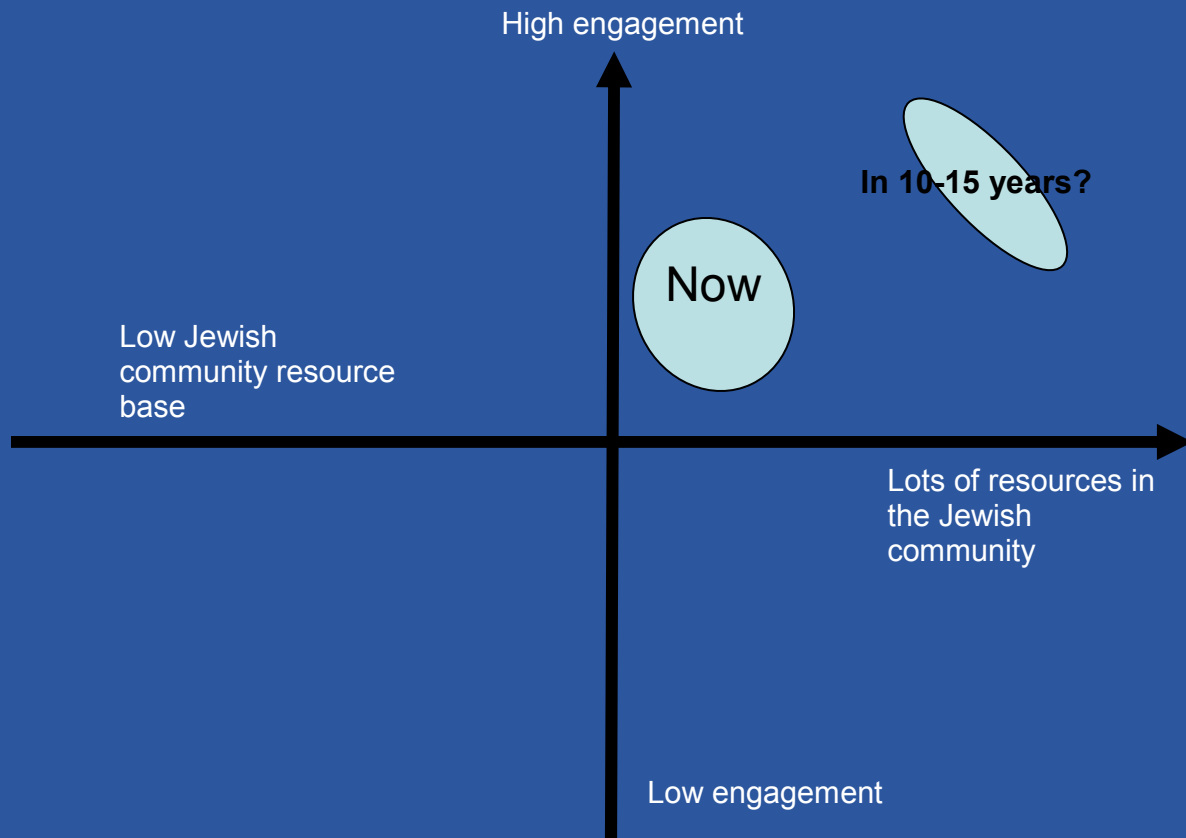 High engagement
In 10-15 years?
Now
Low Jewish
community resource
base
Lots of resources in
the Jewish
community
Low engagement